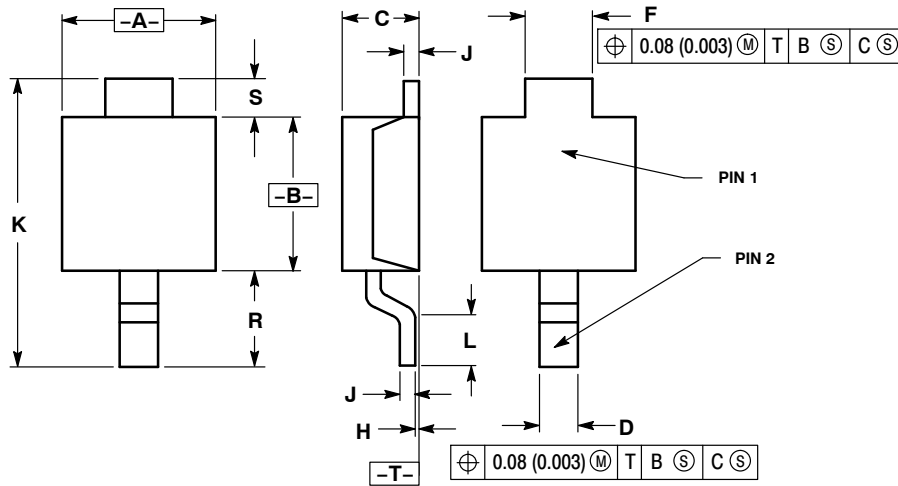 –A–
C
F
⌖ 0.08 (0.003) Ⓜ T B Ⓢ C Ⓢ
J
S
K
–B–
PIN 1
PIN 2
R
L
J
H
D
⌖ 0.08 (0.003) Ⓜ T B Ⓢ C Ⓢ
–T–